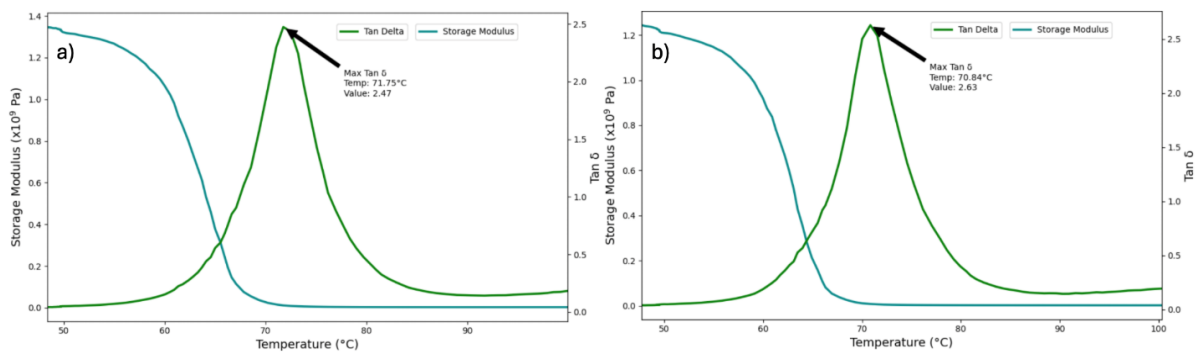 a)
Tan Delta
Storage Modulus
Max Tan δ
Temp: 71.75°C
Value: 2.47
Storage Modulus (x10⁹ Pa)
1.4
1.2
1.0
0.8
0.6
0.4
0.2
0.0
50
60
70
80
90
Temperature (°C)
2.5
2.0
1.5
1.0
0.5
0.0
Tan δ
b)
Tan Delta
Storage Modulus
Max Tan δ
Temp: 70.84°C
Value: 2.63
Storage Modulus (x10⁹ Pa)
1.2
1.0
0.8
0.6
0.4
0.2
0.0
50
60
70
80
90
100
Temperature (°C)
2.5
2.0
1.5
1.0
0.5
0.0
Tan δ